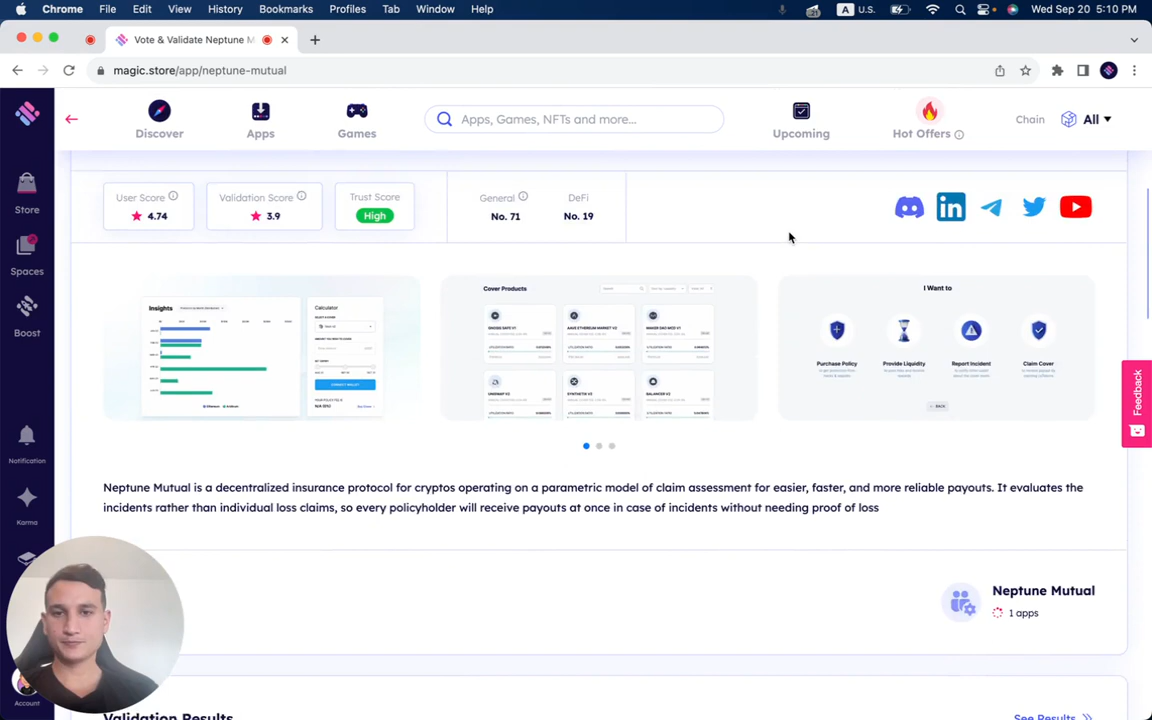 Chrome File Edit View History Bookmarks Profiles Tab Window Help
A U.S. Wed Sep 20 5:10 PM
Vote & Validate Neptune M
magic.store/app/neptune-mutual
Discover Apps Games
Apps, Games, NFTs and more...
Upcoming Hot Offers
Chain All
Store
Spaces
Boost
Notification
Karma
Account
User Score 4.74
Validation Score 3.9
Trust Score High
General No. 71
DeFi No. 19
Insights
Calculator
CONNECT WALLET
Cover Products
I Want to
Purchase Policy
Provide Liquidity
Report Incident
Claim Cover
BACK
Feedback
Neptune Mutual is a decentralized insurance protocol for cryptos operating on a parametric model of claim assessment for easier, faster, and more reliable payouts. It evaluates the
incidents rather than individual loss claims, so every policyholder will receive payouts at once in case of incidents without needing proof of loss
Neptune Mutual
1 apps
Validation Results
See Results